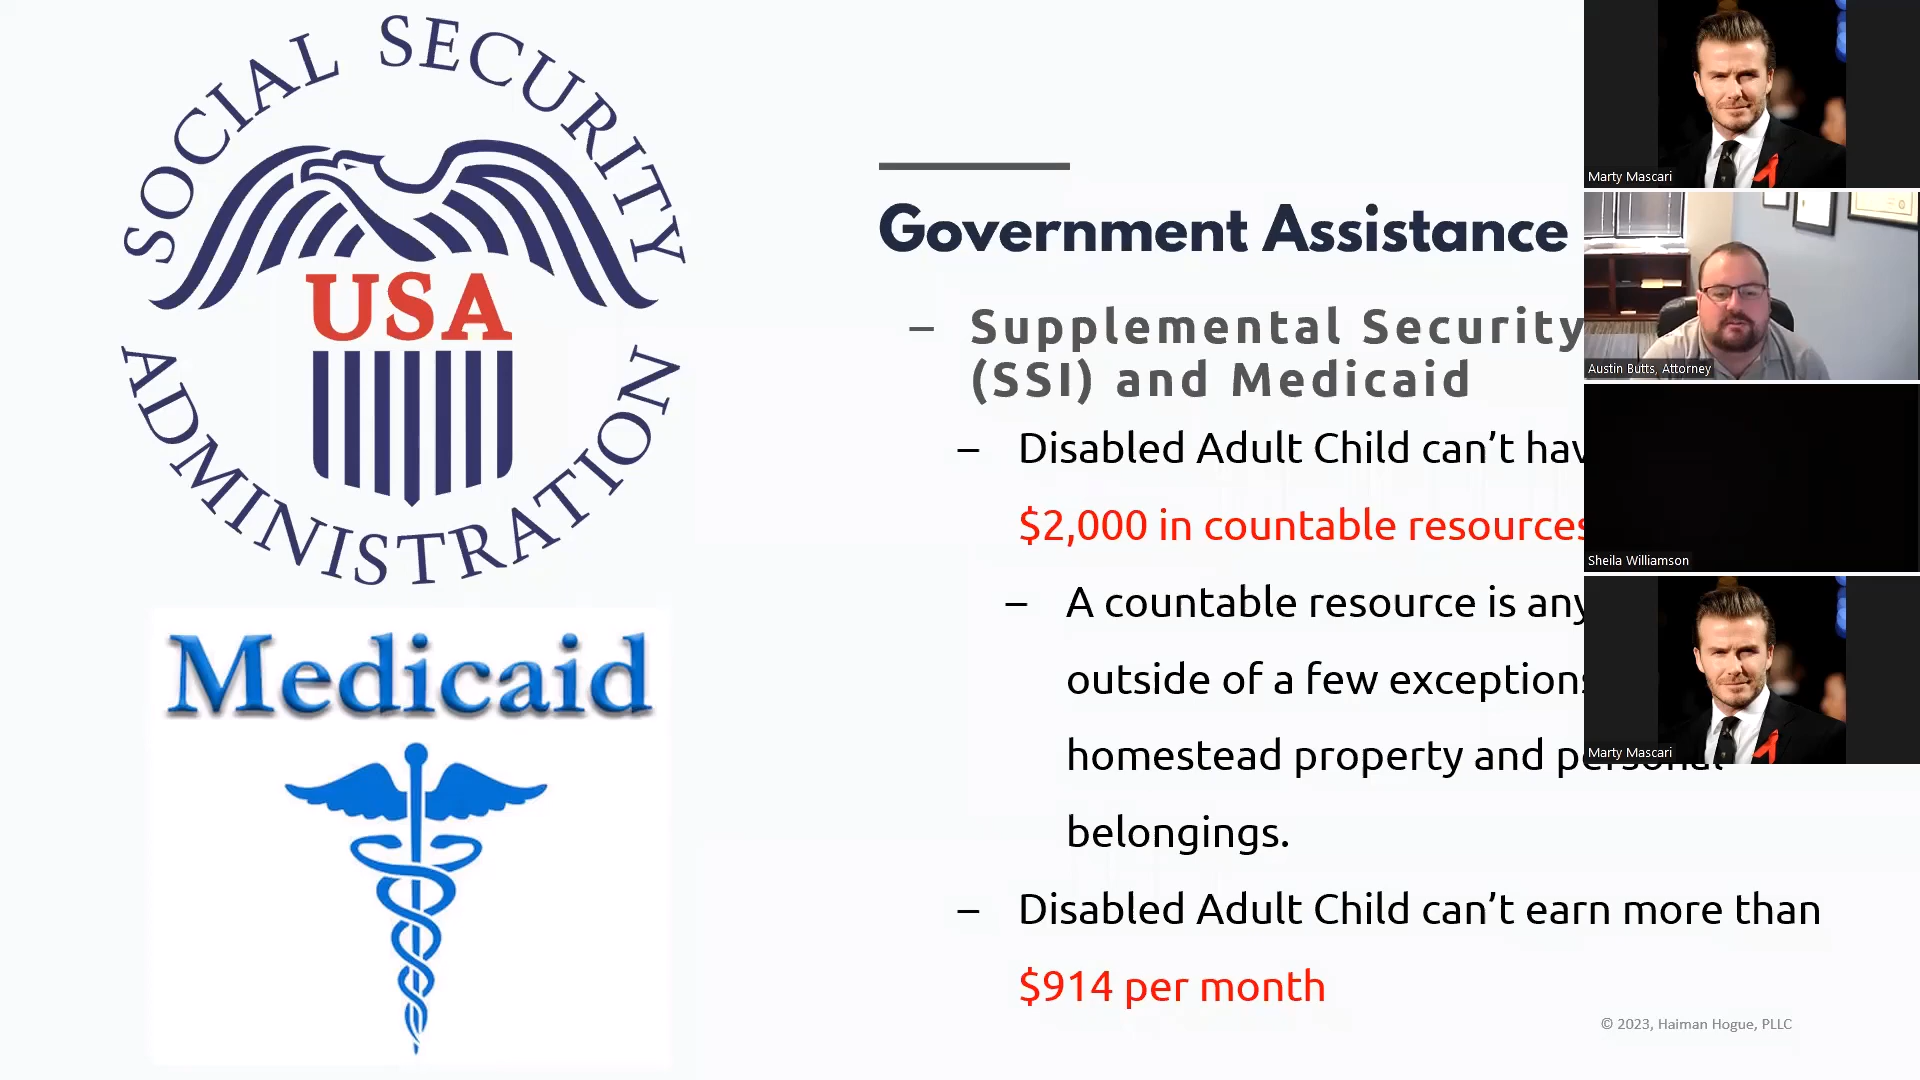 SOCIAL SECURITY
USA
ADMINISTRATION
Medicaid
Government Assistance
– Supplemental Security
(SSI) and Medicaid
– Disabled Adult Child can’t
$2,000 in countable resources
– A countable resource is
outside of a few exceptions
homestead property and personal
belongings.
– Disabled Adult Child can’t earn more than
$914 per month
© 2023, Haiman Hogue, PLLC
Marty Mascari
Austin Butts, Attorney
Sheila Williamson
Marty Mascari